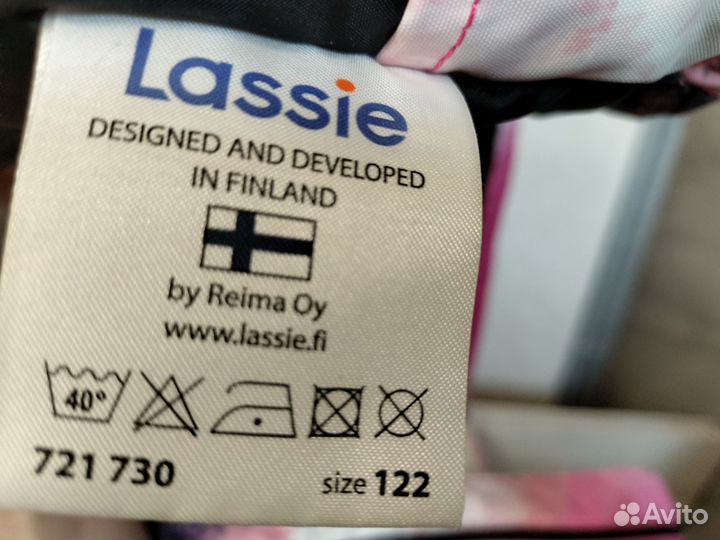 Lassie
DESIGNED AND DEVELOPED
IN FINLAND
by Reima Oy
www.lassie.fi
40°
721 730 size 122
Avito